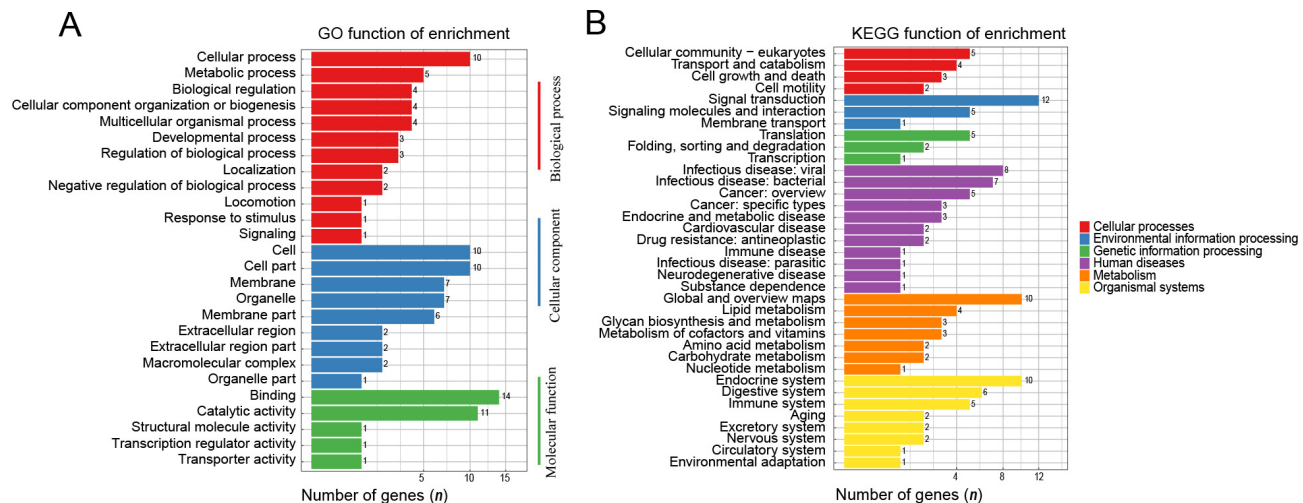 A
GO function of enrichment
Cellular process 10
Metabolic process 5
Biological regulation 4
Cellular component organization or biogenesis 4
Multicellular organismal process 4
Developmental process 3
Regulation of biological process 3
Localization 2
Negative regulation of biological process 2
Locomotion 1
Response to stimulus 1
Signaling 1
Cell 10
Cell part 10
Membrane 7
Organelle 7
Membrane part 6
Extracellular region 2
Extracellular region part 2
Macromolecular complex 2
Organelle part 1
Binding 14
Catalytic activity 11
Structural molecule activity 1
Transcription regulator activity 1
Transporter activity 1
Biological process
Cellular component
Molecular function
5 10 15
Number of genes (n)
B
KEGG function of enrichment
Cellular community − eukaryotes 5
Transport and catabolism 4
Cell growth and death 3
Cell motility 2
Signal transduction 12
Signaling molecules and interaction 5
Membrane transport 1
Translation 5
Folding, sorting and degradation 2
Transcription 1
Infectious disease: viral 8
Infectious disease: bacterial 7
Cancer: overview 5
Cancer: specific types 3
Endocrine and metabolic disease 3
Cardiovascular disease 2
Drug resistance: antineoplastic 2
Immune disease 1
Infectious disease: parasitic 1
Neurodegenerative disease 1
Substance dependence 1
Global and overview maps 10
Lipid metabolism 4
Glycan biosynthesis and metabolism 3
Metabolism of cofactors and vitamins 3
Amino acid metabolism 2
Carbohydrate metabolism 2
Nucleotide metabolism 1
Endocrine system 10
Digestive system 6
Immune system 5
Aging 2
Excretory system 2
Nervous system 2
Circulatory system 1
Environmental adaptation 1
4 8 12
Number of genes (n)
Cellular processes
Environmental information processing
Genetic information processing
Human diseases
Metabolism
Organismal systems